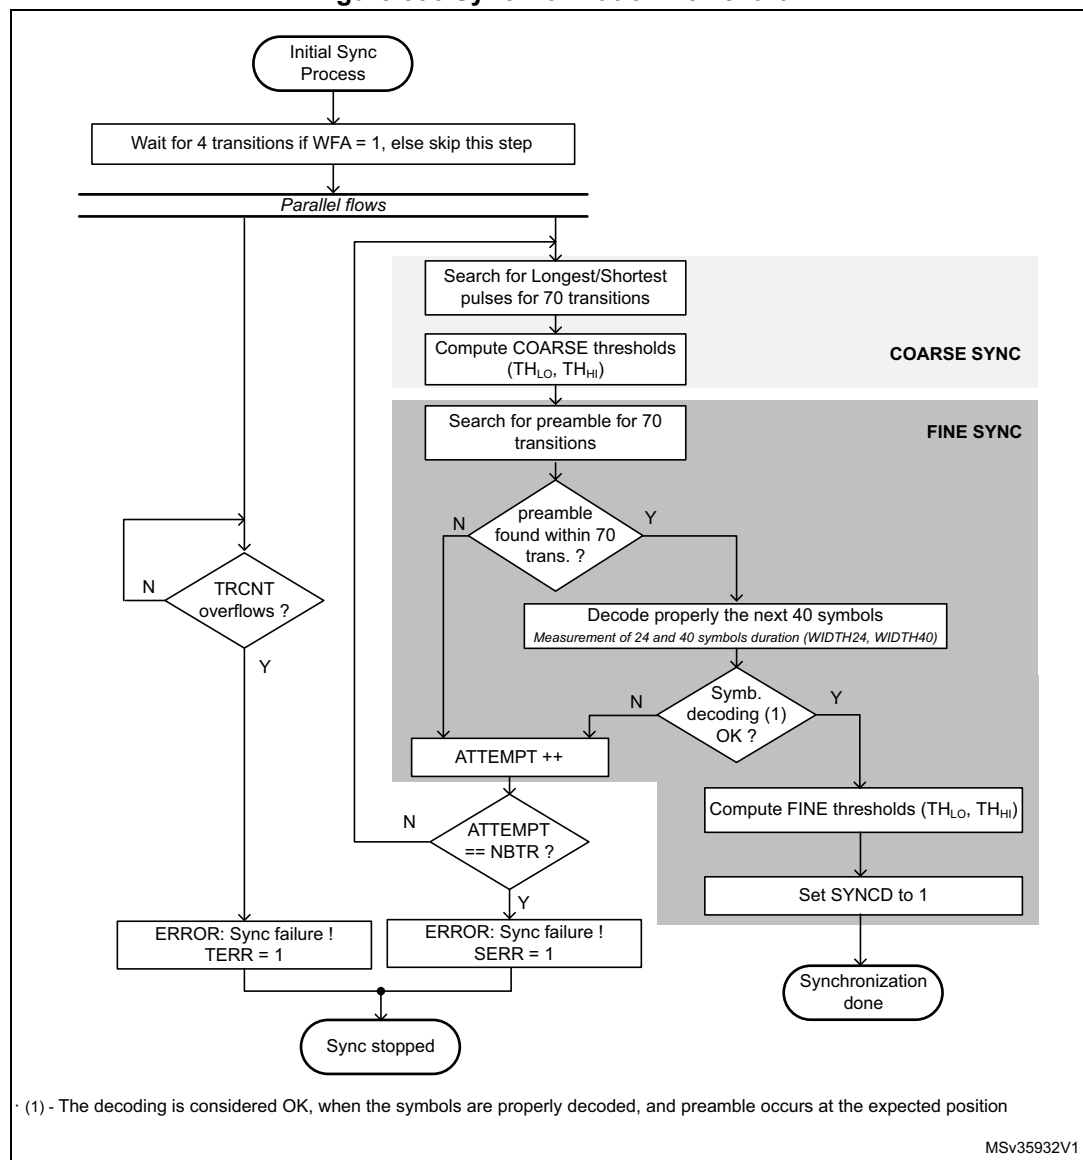 Initial Sync
Process
Wait for 4 transitions if WFA = 1, else skip this step
Parallel flows
Search for Longest/Shortest
pulses for 70 transitions
Compute COARSE thresholds
(TH_LO, TH_HI)
COARSE SYNC
Search for preamble for 70
transitions
FINE SYNC
preamble
found within 70
trans. ?
N
Y
TRCNT
overflows ?
N
Y
Decode properly the next 40 symbols
Measurement of 24 and 40 symbols duration (WIDTH24, WIDTH40)
Symb.
decoding (1)
OK ?
N
Y
ATTEMPT ++
Compute FINE thresholds (TH_LO, TH_HI)
ATTEMPT
== NBTR ?
N
Y
Set SYNCD to 1
ERROR: Sync failure !
TERR = 1
ERROR: Sync failure !
SERR = 1
Synchronization
done
Sync stopped
(1) - The decoding is considered OK, when the symbols are properly decoded, and preamble occurs at the expected position
MSv35932V1